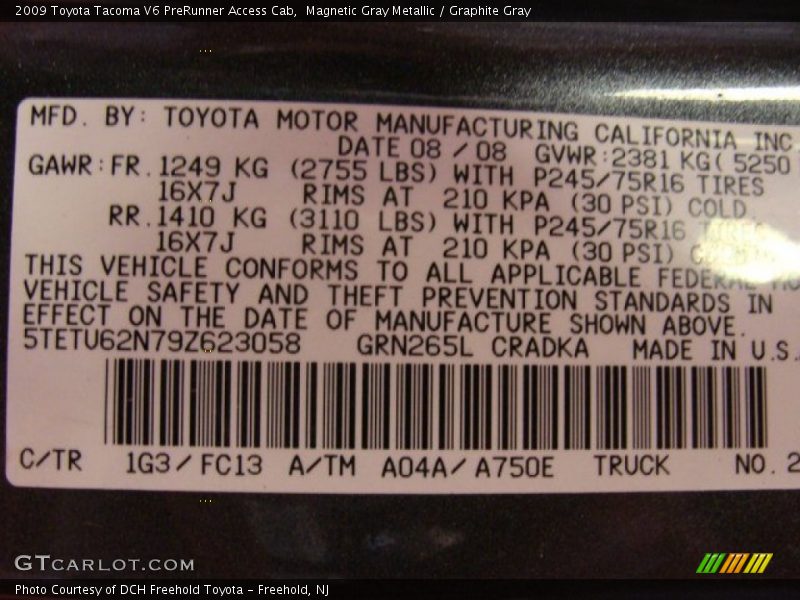 2009 Toyota Tacoma V6 PreRunner Access Cab,  Magnetic Gray Metallic / Graphite Gray
MFD. BY: TOYOTA MOTOR MANUFACTURING CALIFORNIA INC
DATE 08 / 08 GVWR:2381 KG( 5250
GAWR:FR.1249 KG (2755 LBS) WITH P245/75R16 TIRES
16X7J RIMS AT 210 KPA (30 PSI) COLD
RR.1410 KG (3110 LBS) WITH P245/75R16
16X7J RIMS AT 210 KPA (30 PSI)
THIS VEHICLE CONFORMS TO ALL APPLICABLE FEDERAL
VEHICLE SAFETY AND THEFT PREVENTION STANDARDS IN
EFFECT ON THE DATE OF MANUFACTURE SHOWN ABOVE.
5TETU62N79Z623058 GRN265L CRADKA MADE IN U.S.
C/TR 1G3/FC13 A/TM A04A/A750E TRUCK NO. 2
GTCARLOT.COM
Photo Courtesy of DCH Freehold Toyota - Freehold, NJ